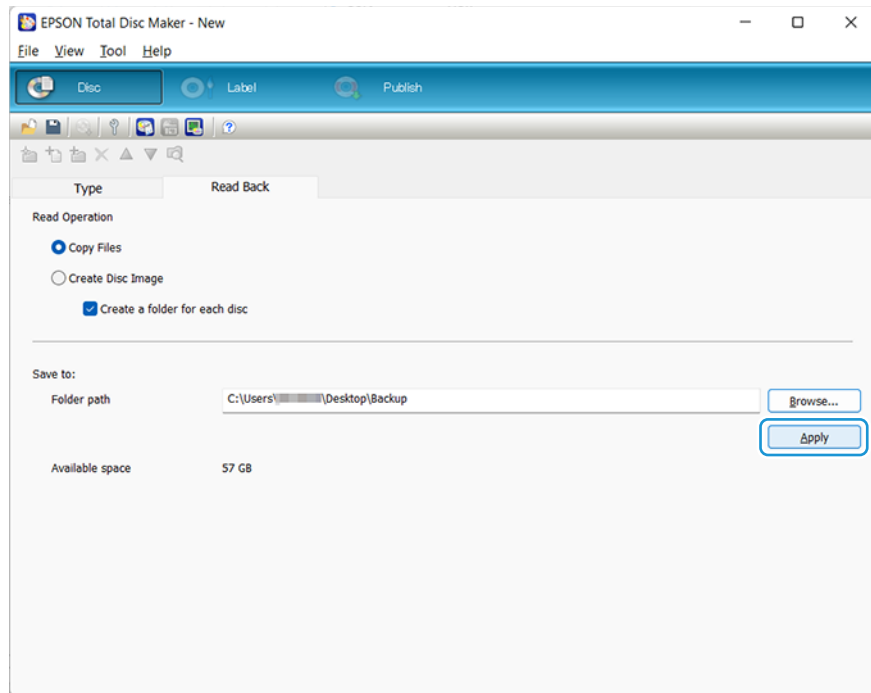 EPSON Total Disc Maker - New
File View Tool Help
Disc Label Publish
Type Read Back
Read Operation
Copy Files
Create Disc Image
Create a folder for each disc
Save to:
Folder path C:\Users\ \Desktop\Backup Browse...
Apply
Available space 57 GB